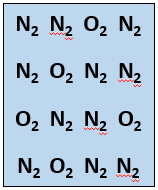 N₂ N₂ O₂ N₂
N₂ O₂ N₂ N₂
O₂ N₂ N₂ O₂
N₂ O₂ N₂ N₂